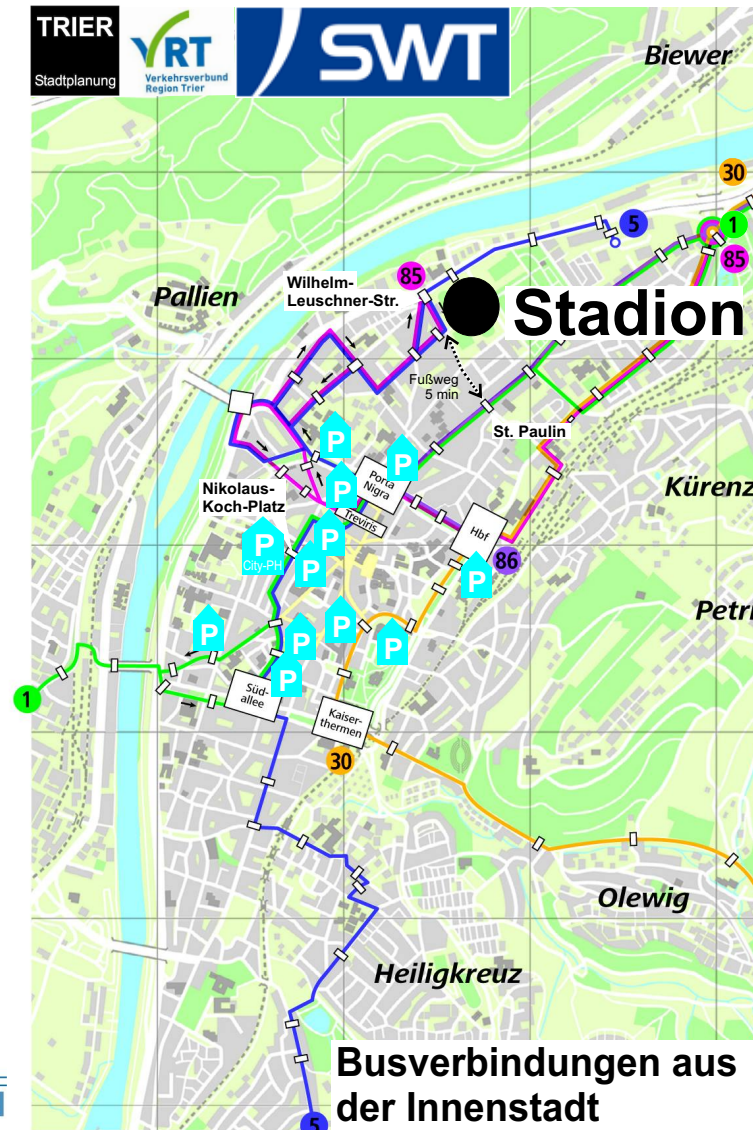 TRIER
Stadtplanung
VRT
Verkehrsverbund
Region Trier
SWT
Biewer
30
5
1
85
85
Wilhelm-
Leuschner-Str.
Pallien
Stadion
Fußweg
5 min
St. Paulin
P
P
Porta
Nigra
P
Kürenz
Nikolaus-
Koch-Platz
Treviris
Hbf
P
P
City-PH
P
86
P
P
P
P
P
P
Petri
1
Süd-
allee
Kaiser-
thermen
30
Olewig
Heiligkreuz
Busverbindungen aus
der Innenstadt
5